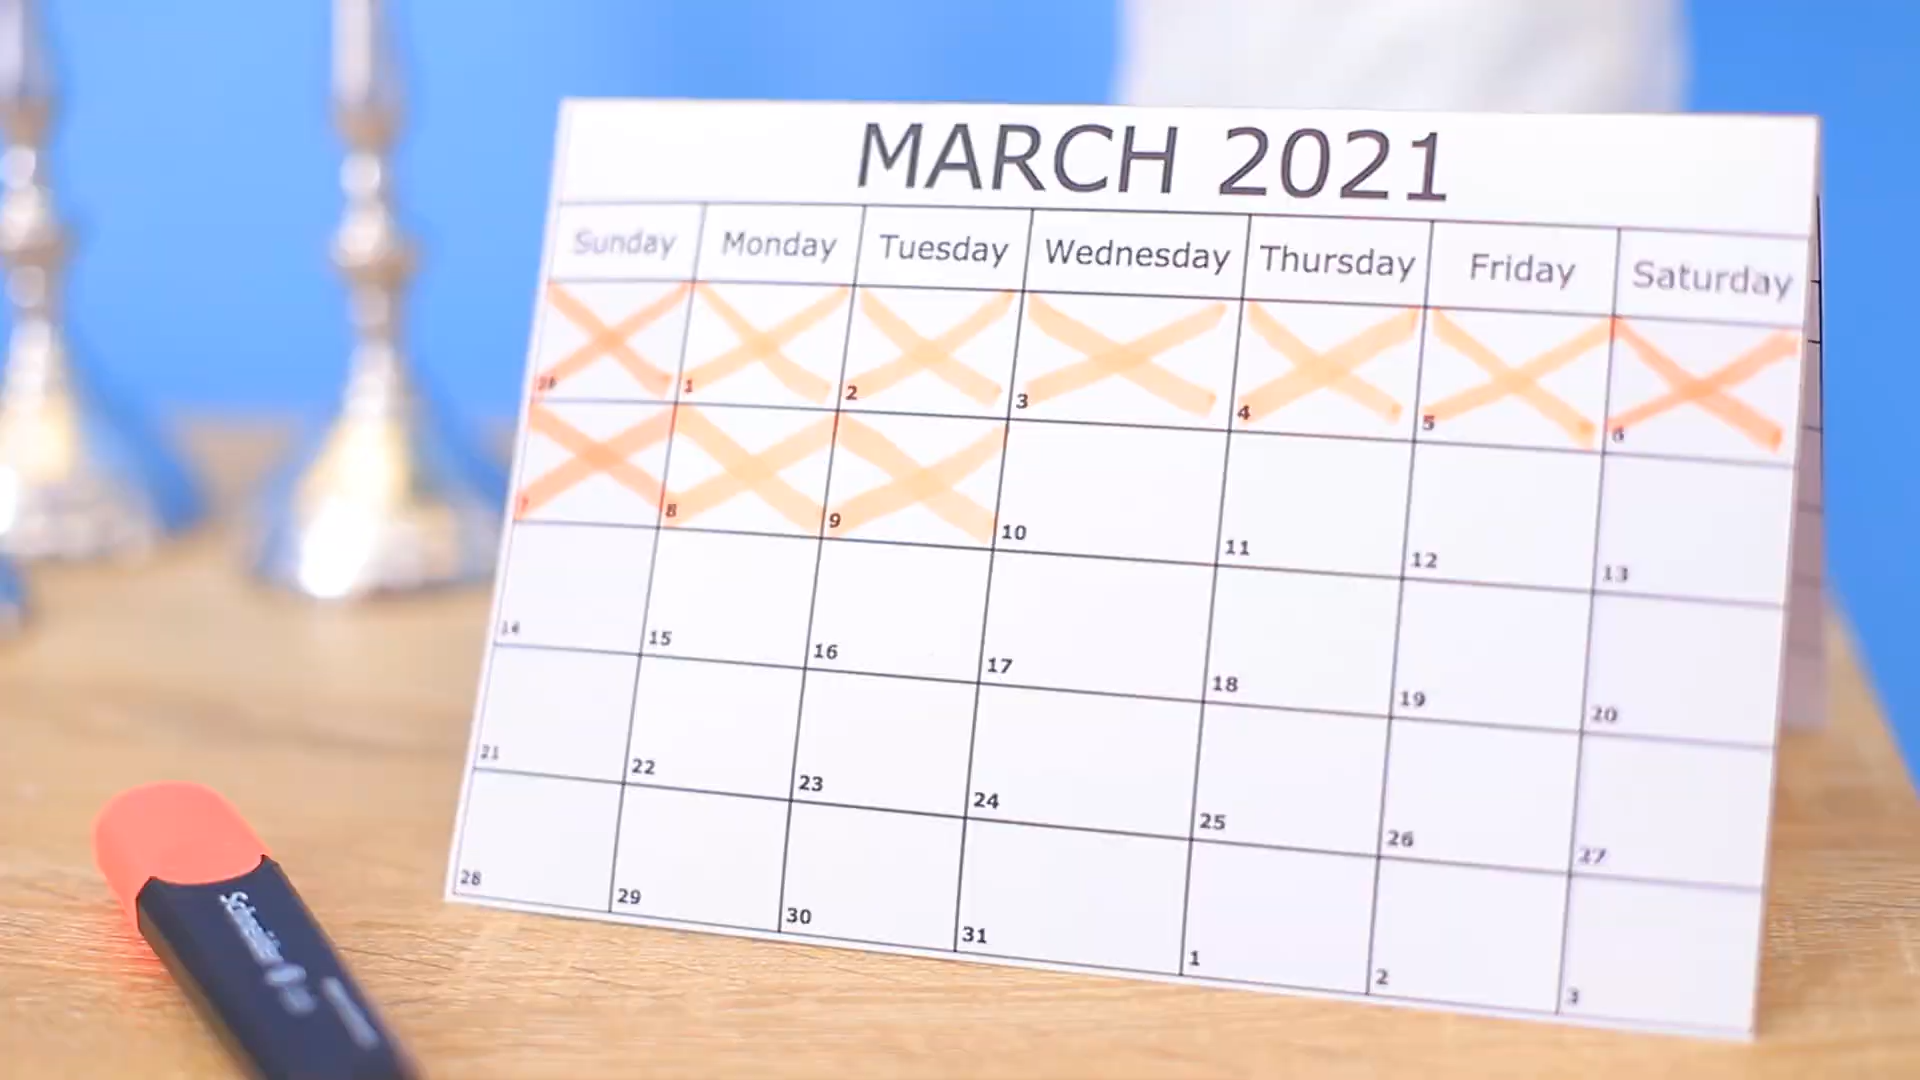 MARCH 2021
Sunday Monday Tuesday Wednesday Thursday Friday Saturday
28 1 2 3 4 5 6
7 8 9 10 11 12 13
14 15 16 17 18 19 20
21 22 23 24 25 26 27
28 29 30 31 1 2 3
Schneider